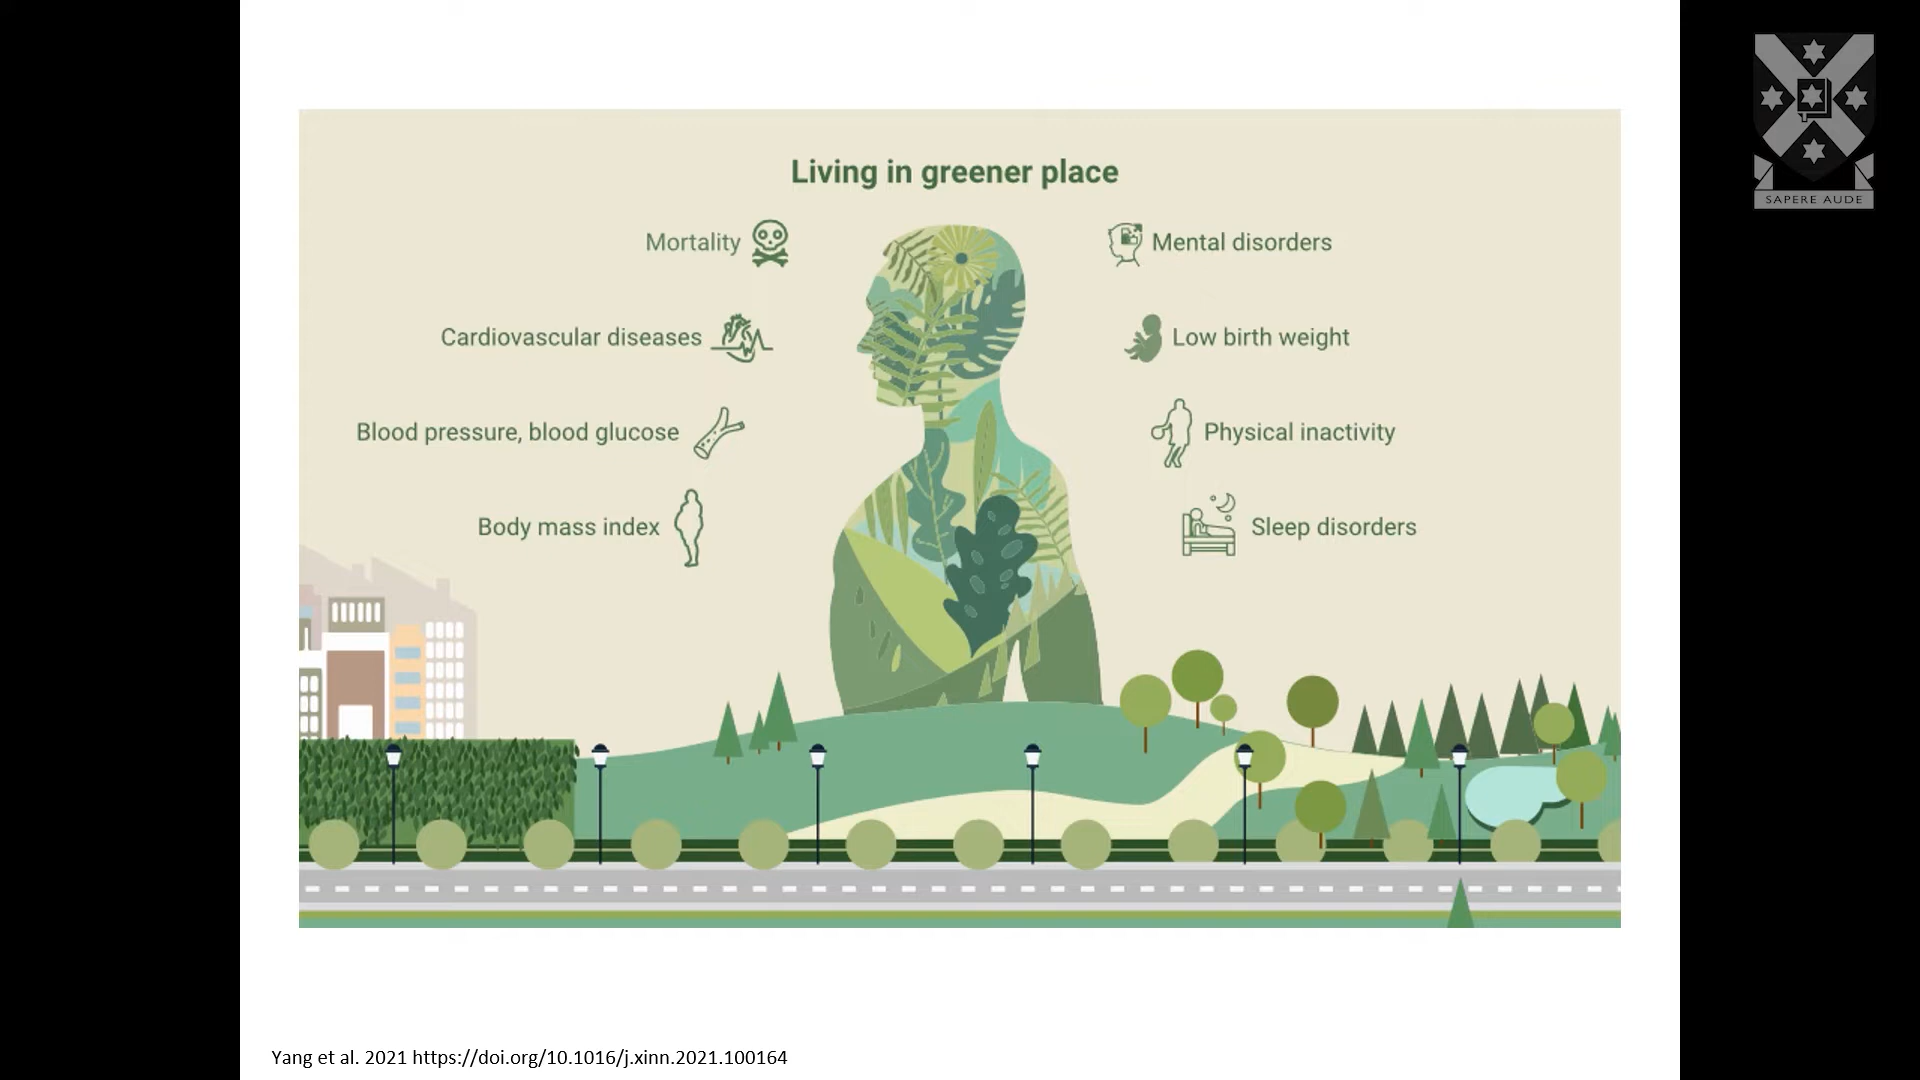 Living in greener place
Mortality
Cardiovascular diseases
Blood pressure, blood glucose
Body mass index
Mental disorders
Low birth weight
Physical inactivity
Sleep disorders
SAPERE AUDE
Yang et al. 2021 https://doi.org/10.1016/j.xinn.2021.100164